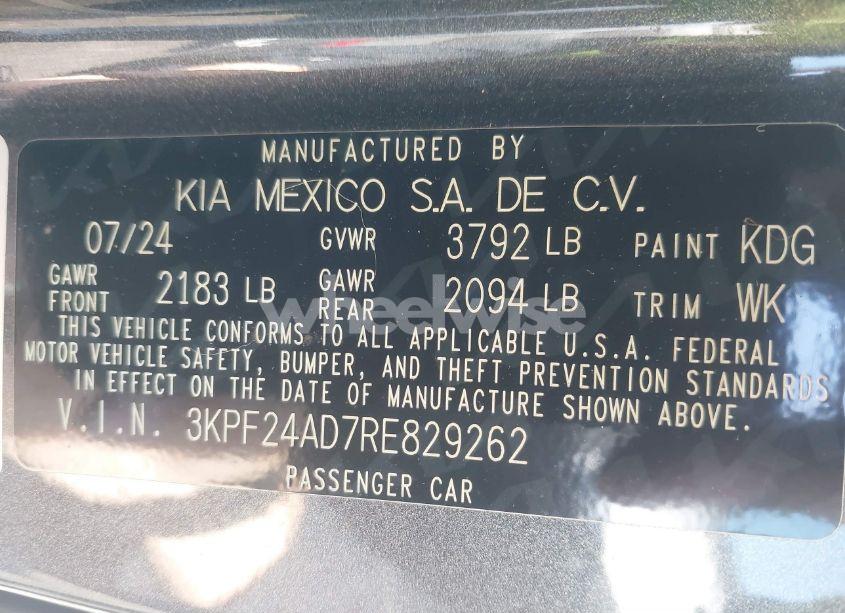 MANUFACTURED BY
KIA MEXICO S.A. DE C.V.
07/24 GVWR 3792 LB PAINT KDG
GAWR FRONT 2183 LB GAWR REAR 2094 LB TRIM WK
THIS VEHICLE CONFORMS TO ALL APPLICABLE U.S.A. FEDERAL
MOTOR VEHICLE SAFETY, BUMPER, AND THEFT PREVENTION STANDARDS
IN EFFECT ON THE DATE OF MANUFACTURE SHOWN ABOVE.
V.I.N. 3KPF24AD7RE829262
PASSENGER CAR
wheelwise